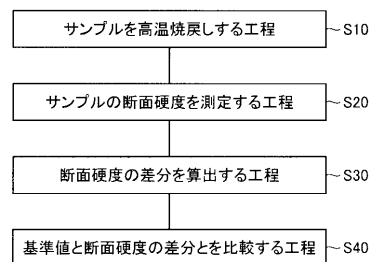 サンプルを高温焼戻しする工程 S10
サンプルの断面硬度を測定する工程 S20
断面硬度の差分を算出する工程 S30
基準値と断面硬度の差分とを比較する工程 S40